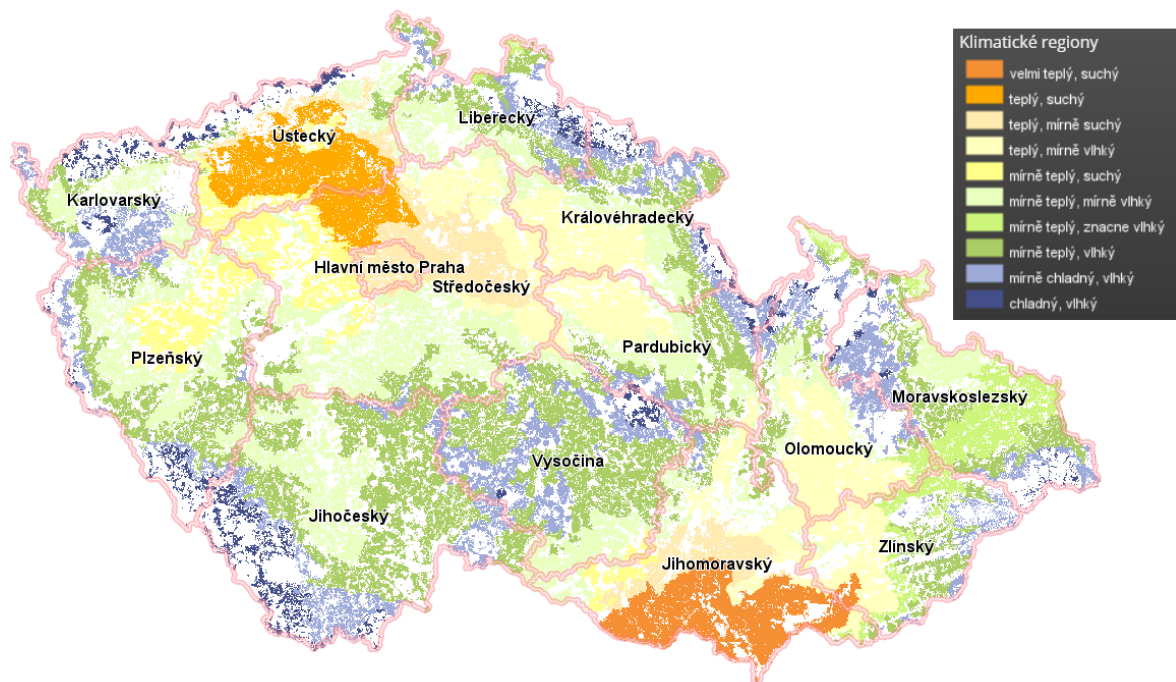 Klimatické regiony
velmi teplý, suchý
teplý, suchý
teplý, mírně suchý
teplý, mírně vlhký
mírně teplý, suchý
mírně teplý, mírně vlhký
mírně teplý, znacne vlhký
mírně teplý, vlhký
mírně chladný, vlhký
chladný, vlhký
Liberecký
Ústecký
Karlovarský
Královéhradecký
Hlavní město Praha
Středočeský
Pardubický
Plzeňský
Moravskoslezský
Olomoucký
Vysočina
Jihočeský
Zlínský
Jihomoravský